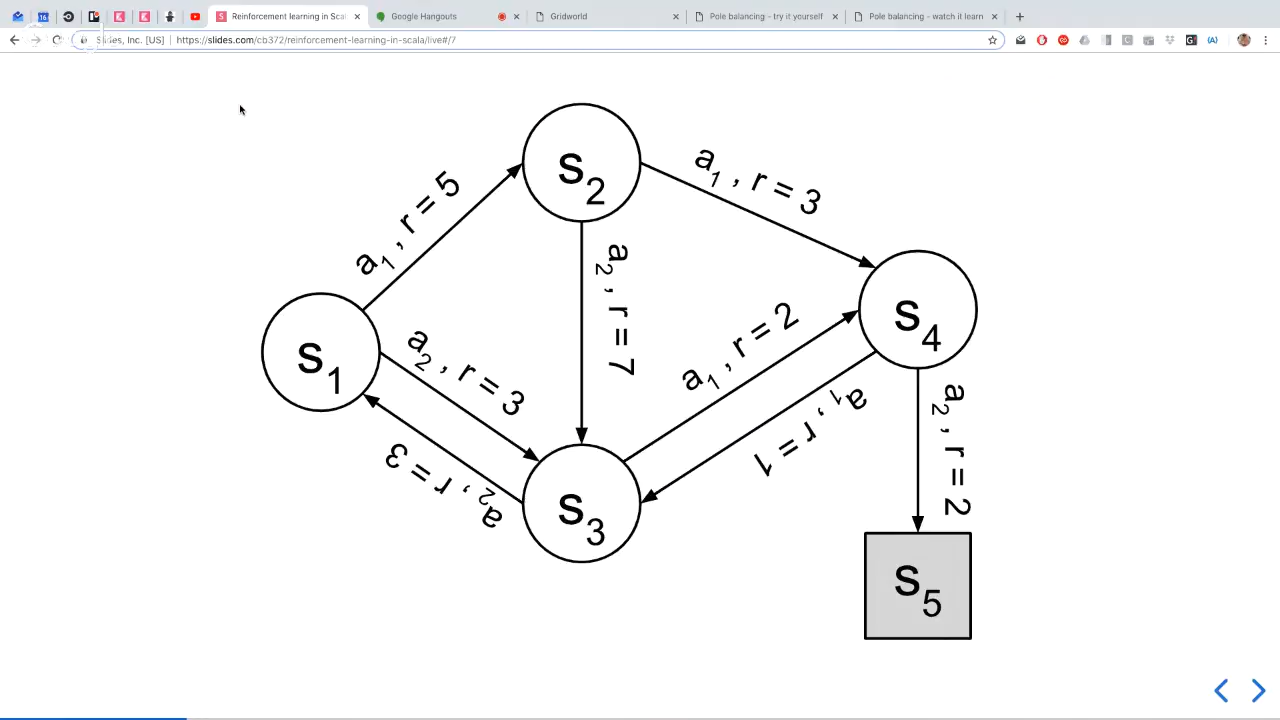 16
Reinforcement learning in Sca
Google Hangouts
Gridworld
Pole balancing – try it yourself
Pole balancing – watch it learn
Slides, Inc. [US] | https://slides.com/cb372/reinforcement-learning-in-scala/live#/7
s2
a1 , r = 3
a1 , r = 5
a2 , r = 7
s4
a1 , r = 2
s1
a2 , r = 3
a1 , r = 1
a2 , r = 2
a2 , r = 3
s3
s5